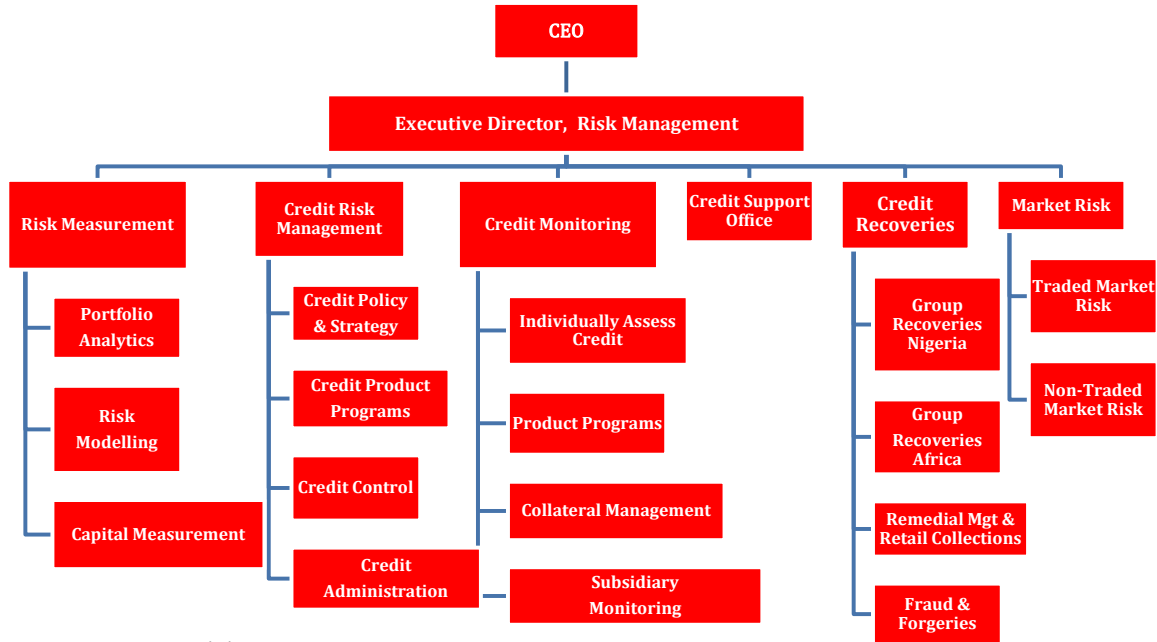 CEO
Executive Director, Risk Management
Risk Measurement
Portfolio
Analytics
Risk
Modelling
Capital Measurement
Credit Risk
Management
Credit Policy
& Strategy
Credit Product
Programs
Credit Control
Credit
Administration
Credit Monitoring
Individually Assess
Credit
Product Programs
Collateral Management
Subsidiary
Monitoring
Credit Support
Office
Credit
Recoveries
Group
Recoveries
Nigeria
Group
Recoveries
Africa
Remedial Mgt &
Retail Collections
Fraud &
Forgeries
Market Risk
Traded Market
Risk
Non-Traded
Market Risk